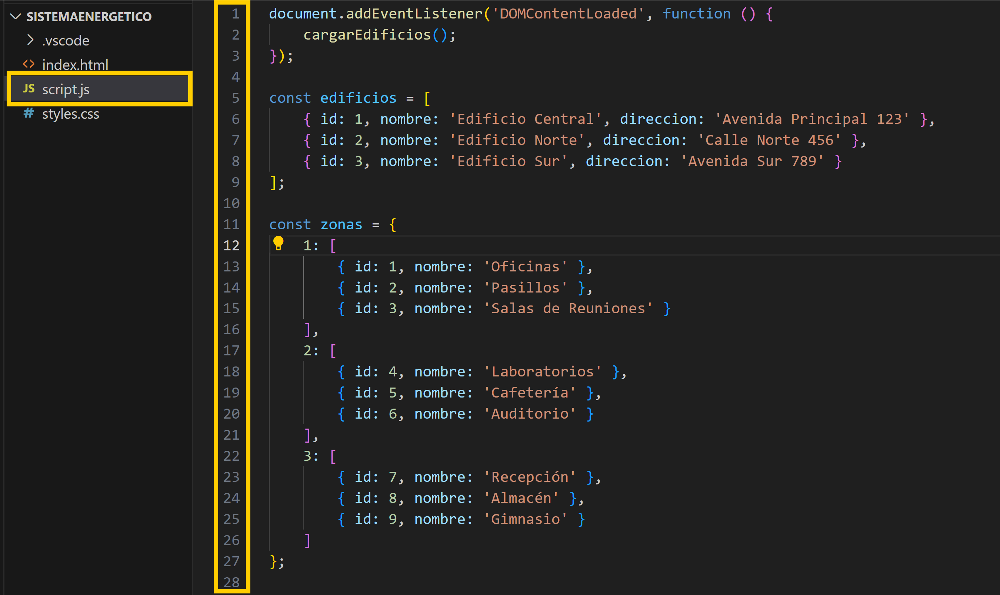 SISTEMAENERGETICO
.vscode
index.html
JS script.js
# styles.css
1 document.addEventListener('DOMContentLoaded', function () {
2 cargarEdificios();
3 });
4
5 const edificios = [
6 { id: 1, nombre: 'Edificio Central', direccion: 'Avenida Principal 123' },
7 { id: 2, nombre: 'Edificio Norte', direccion: 'Calle Norte 456' },
8 { id: 3, nombre: 'Edificio Sur', direccion: 'Avenida Sur 789' }
9 ];
10
11 const zonas = {
12 1: [
13 { id: 1, nombre: 'Oficinas' },
14 { id: 2, nombre: 'Pasillos' },
15 { id: 3, nombre: 'Salas de Reuniones' }
16 ],
17 2: [
18 { id: 4, nombre: 'Laboratorios' },
19 { id: 5, nombre: 'Cafetería' },
20 { id: 6, nombre: 'Auditorio' }
21 ],
22 3: [
23 { id: 7, nombre: 'Recepción' },
24 { id: 8, nombre: 'Almacén' },
25 { id: 9, nombre: 'Gimnasio' }
26 ]
27 };
28